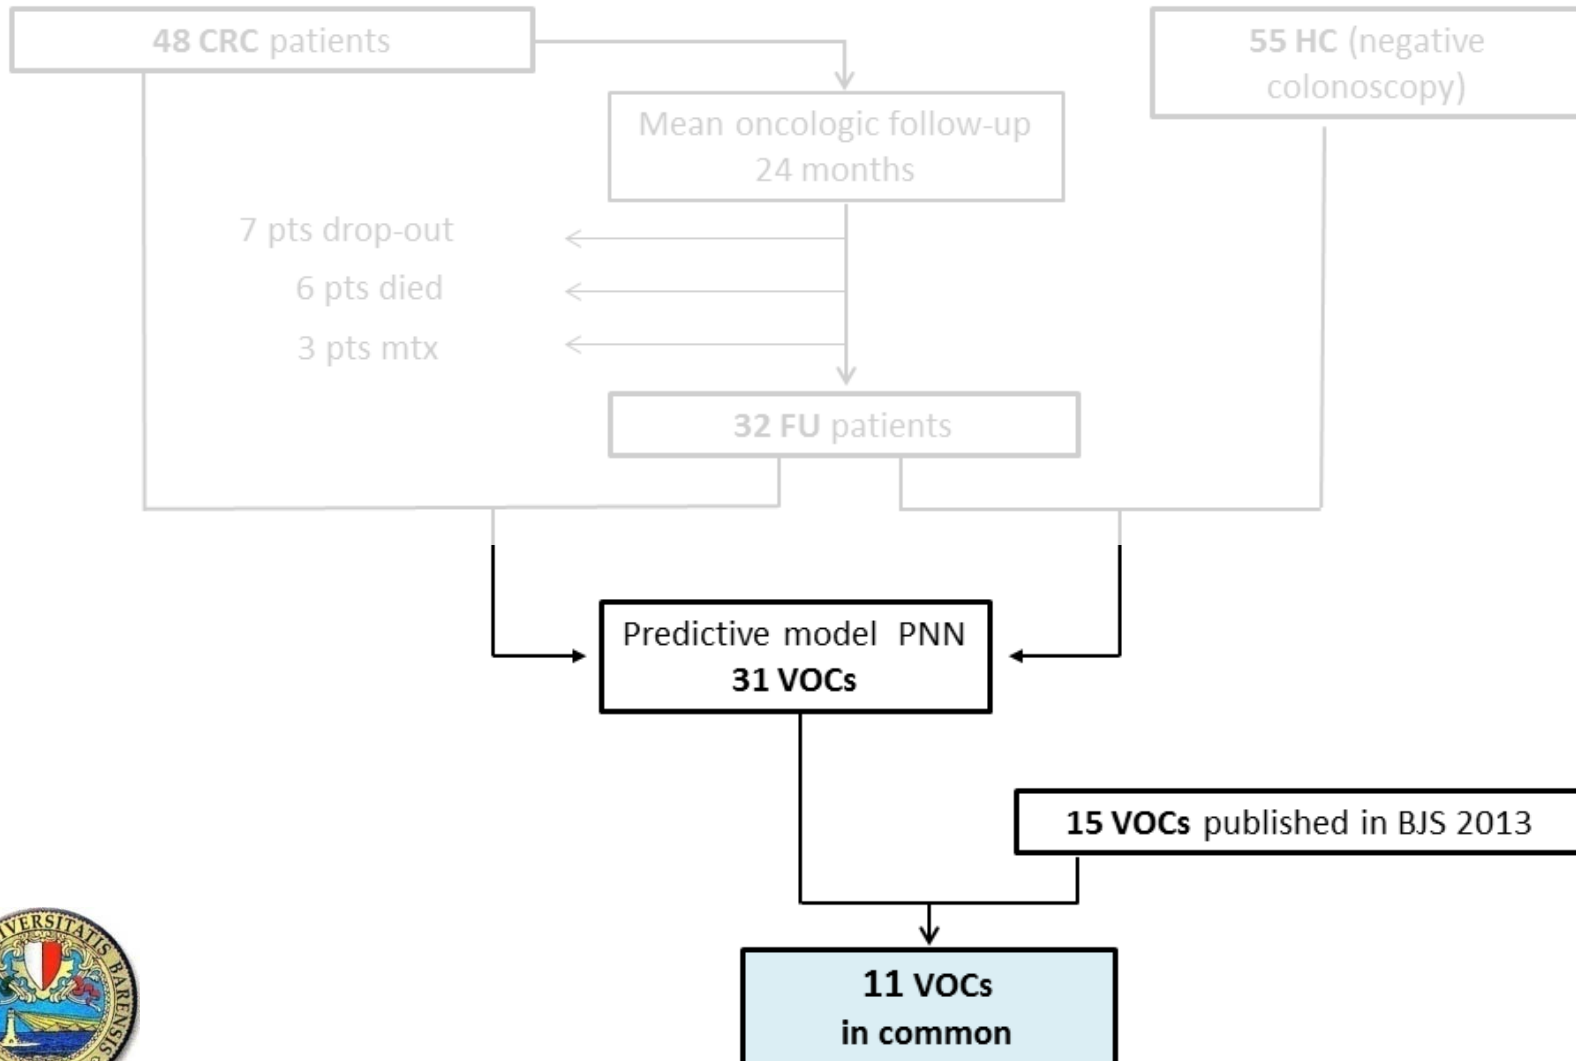 48 CRC patients
55 HC (negative
colonoscopy)
Mean oncologic follow-up
24 months
7 pts drop-out
6 pts died
3 pts mtx
32 FU patients
Predictive model PNN
31 VOCs
15 VOCs published in BJS 2013
11 VOCs
in common
IVERSITATIS BARENSIS